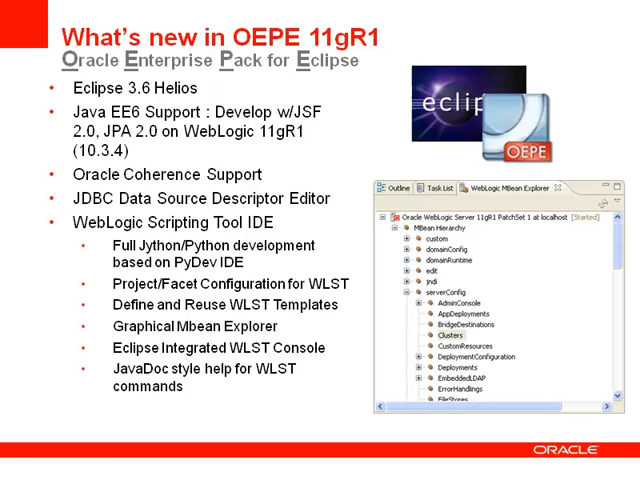 What's new in OEPE 11gR1
Oracle Enterprise Pack for Eclipse
• Eclipse 3.6 Helios
• Java EE6 Support : Develop w/JSF
2.0, JPA 2.0 on WebLogic 11gR1
(10.3.4)
• Oracle Coherence Support
• JDBC Data Source Descriptor Editor
• WebLogic Scripting Tool IDE
• Full Jython/Python development
based on PyDev IDE
• Project/Facet Configuration for WLST
• Define and Reuse WLST Templates
• Graphical Mbean Explorer
• Eclipse Integrated WLST Console
• JavaDoc style help for WLST
commands
eclip
OEPE
Outline Task List WebLogic MBean Explorer
Oracle WebLogic Server 11gR1 PatchSet 1 at localhost [Started]
MBean Hierarchy
custom
domainConfig
domainRuntime
edit
jndi
serverConfig
AdminConsole
AppDeployments
BridgeDestinations
Clusters
CustomResources
DeploymentConfiguration
Deployments
EmbeddedLDAP
ErrorHandlings
FileStores
ORACLE